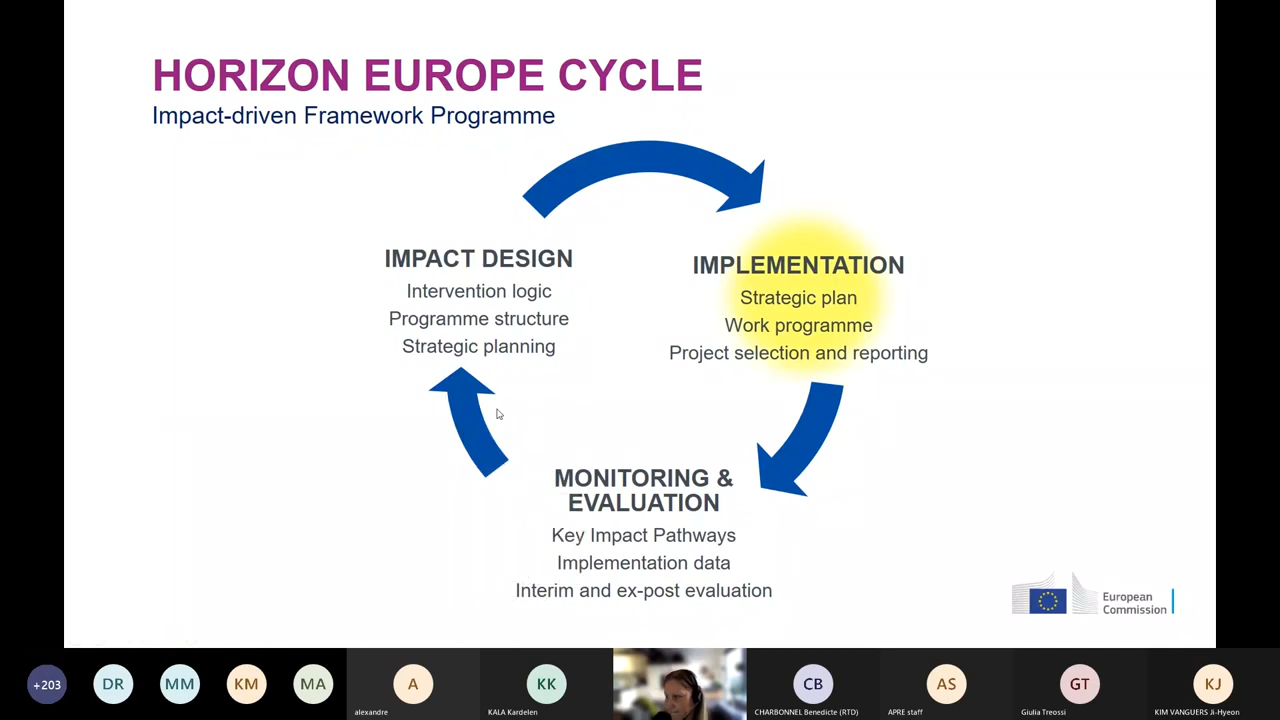 HORIZON EUROPE CYCLE
Impact-driven Framework Programme
IMPACT DESIGN
Intervention logic
Programme structure
Strategic planning
IMPLEMENTATION
Strategic plan
Work programme
Project selection and reporting
MONITORING &
EVALUATION
Key Impact Pathways
Implementation data
Interim and ex-post evaluation
European
Commission
+203
DR
MM
KM
MA
A
alexandre
KK
KALA Kardelen
CB
CHARBONNEL Benedicte (RTD)
AS
APRE staff
GT
Giulia Treossi
KJ
KIM VANGUERS Ji-Hyeon